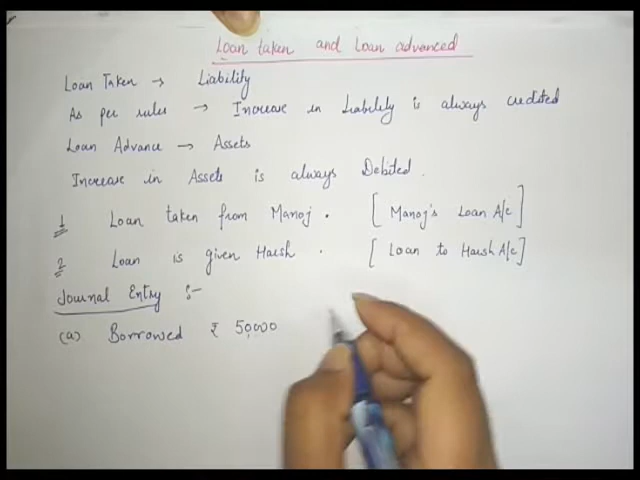 Loan taken and Loan advanced
Loan Taken → Liability
As per rules → Increase in Liability is always credited
Loan Advance → Assets
Increase in Assets is always Debited.
1 Loan taken from Manoj. [Manoj's Loan A/c]
2 Loan is given Harsh. [Loan to Harsh A/c]
Journal Entry :-
(a) Borrowed ₹ 50,000